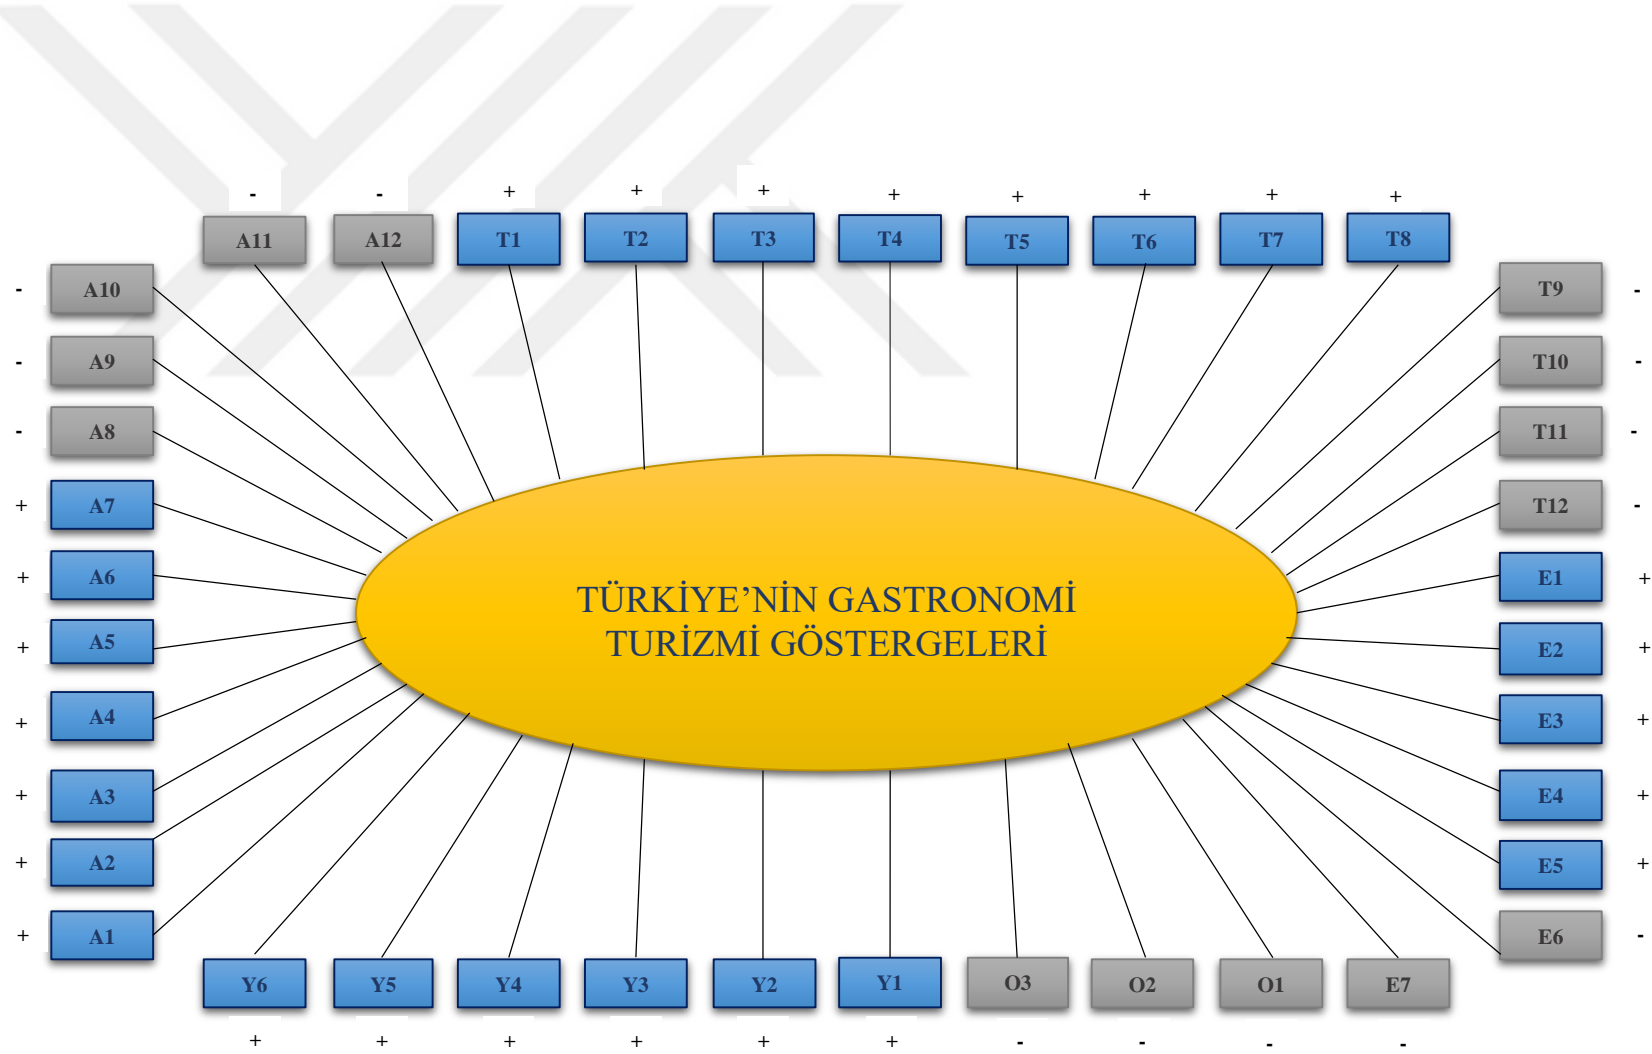 - - + + + + + + + +
A11 A12 T1 T2 T3 T4 T5 T6 T7 T8
- A10 T9 -
- A9 T10 -
- A8 T11 -
+ A7 T12 -
+ A6 E1 +
TÜRKİYE’NİN GASTRONOMİ
TURİZMİ GÖSTERGELERİ
+ A5 E2 +
+ A4 E3 +
+ A3 E4 +
+ A2 E5 +
+ A1 E6 -
Y6 Y5 Y4 Y3 Y2 Y1 O3 O2 O1 E7
+ + + + + + - - - -